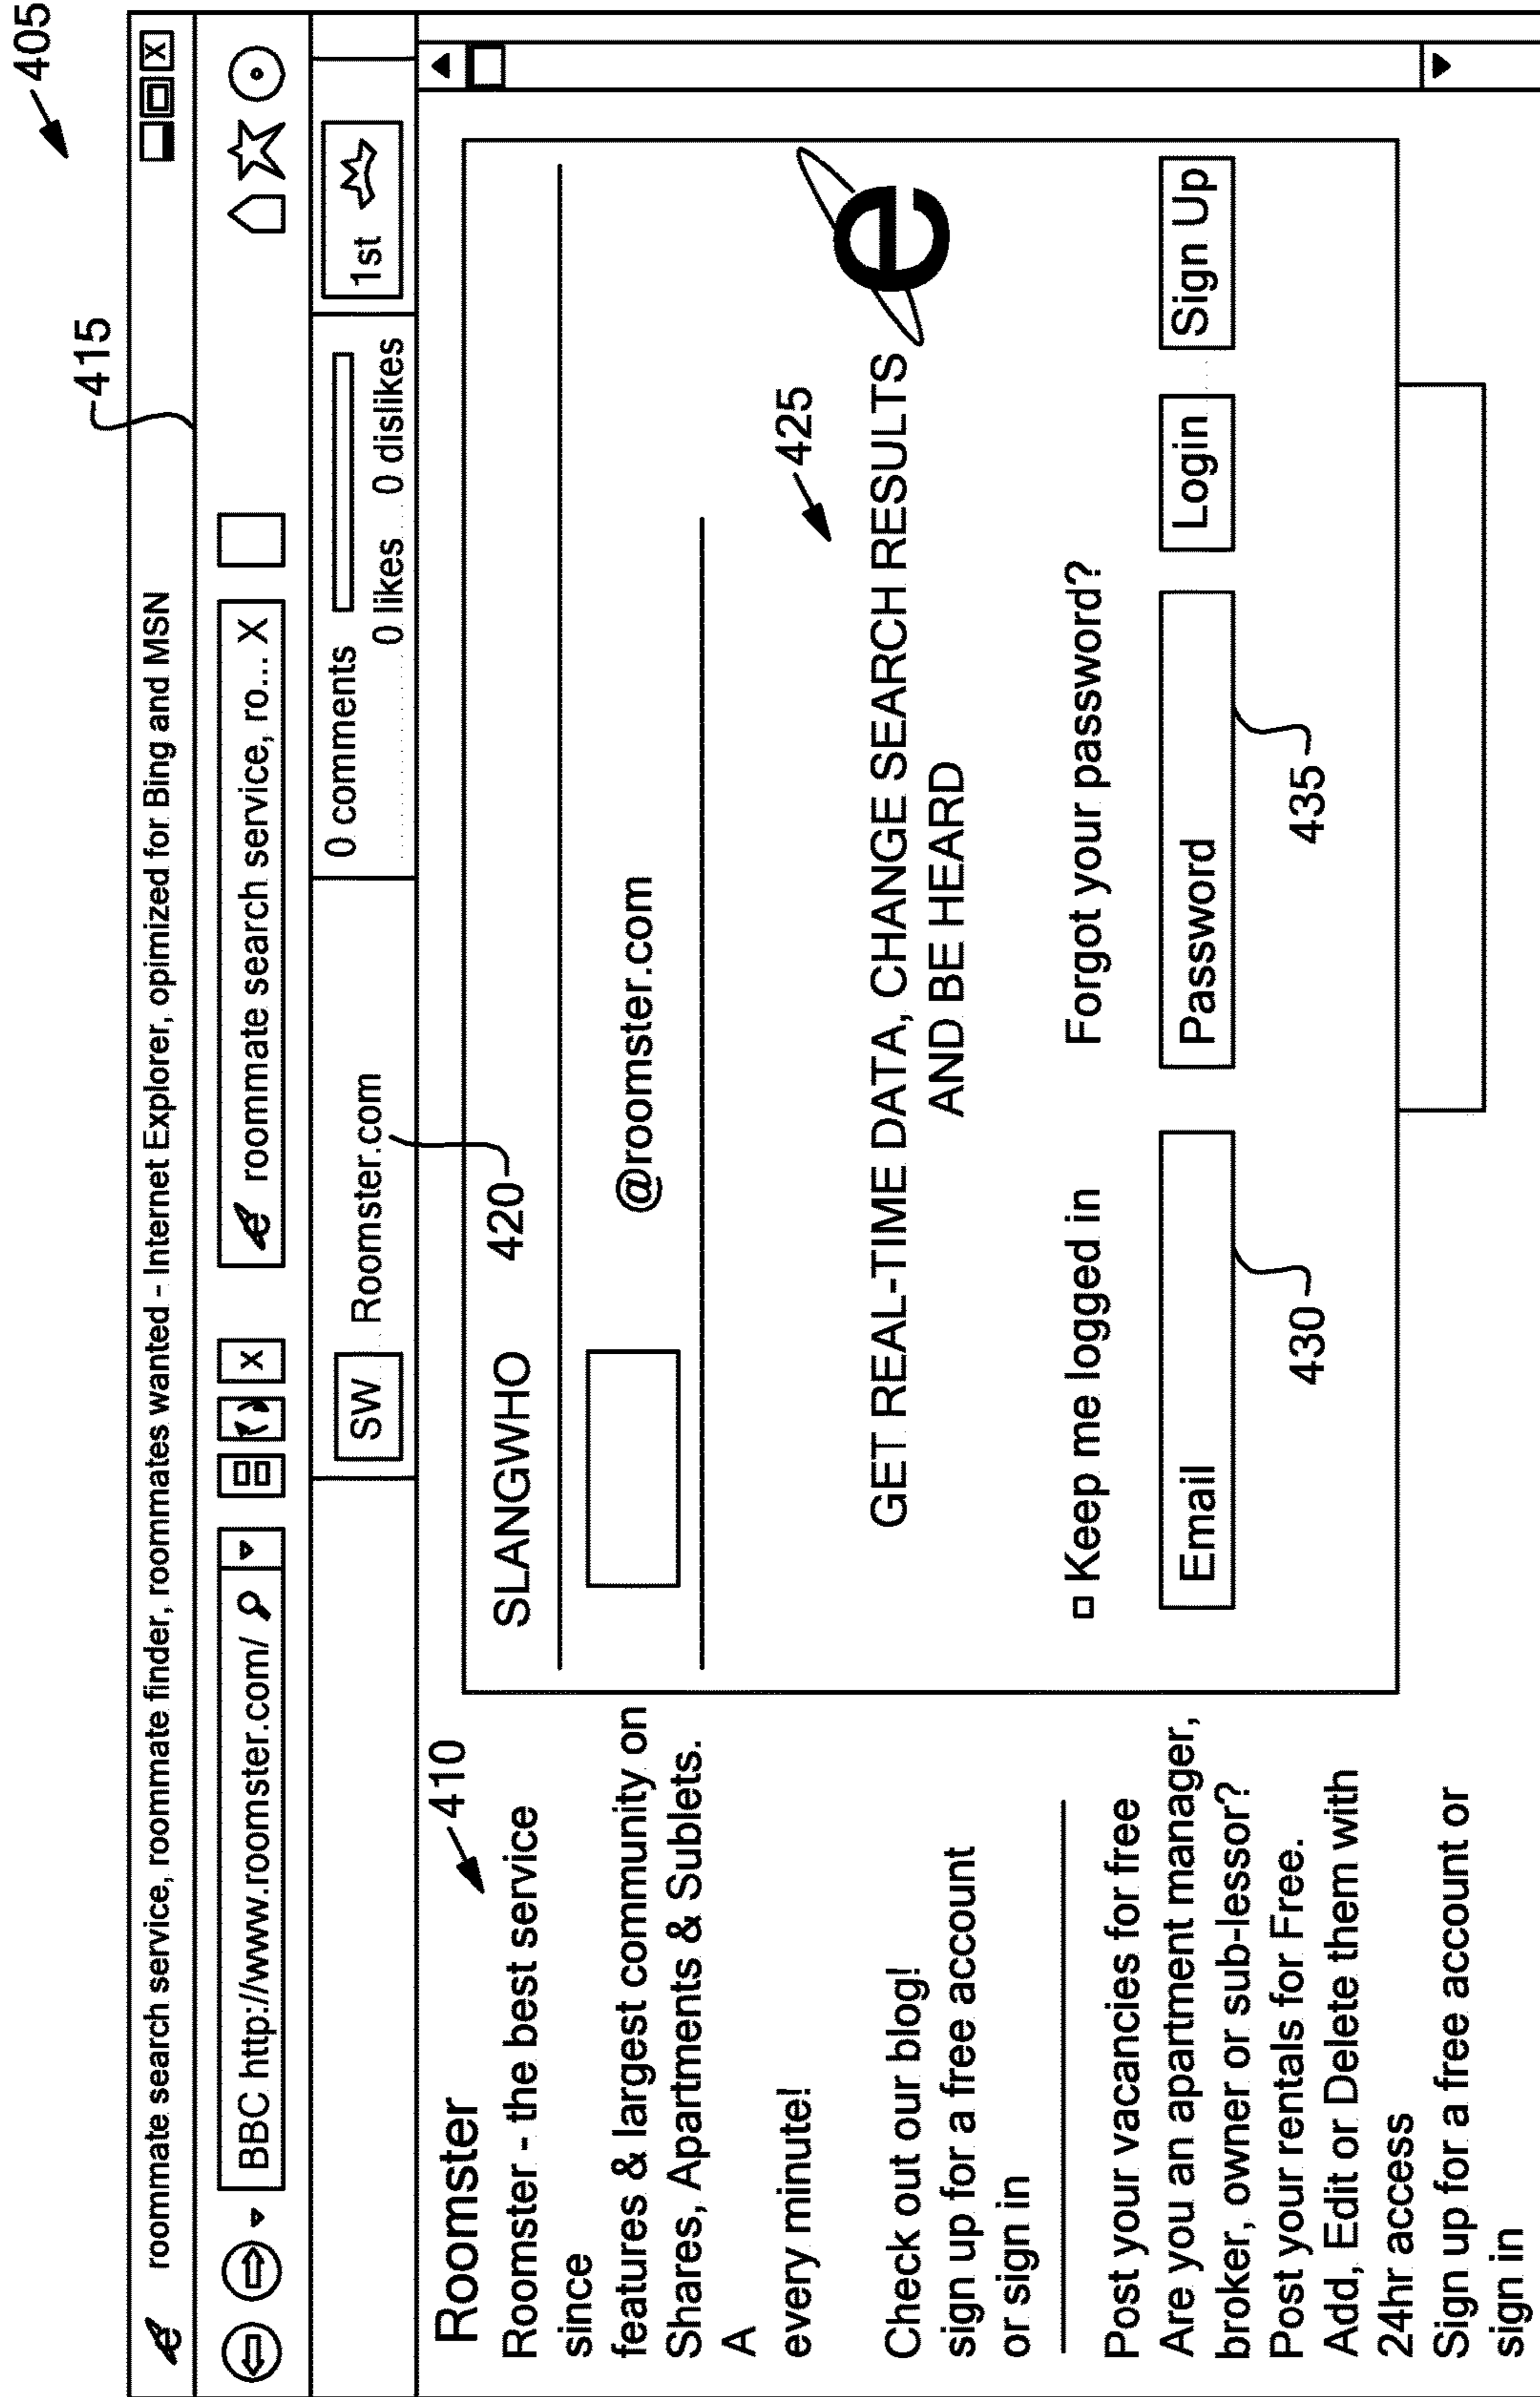 405
415
roommate search service, roommate finder, roommates wanted - Internet Explorer, opimized for Bing and MSN
X
BBC http://www.roomster.com/
X
roommate search service, ro... X
SW
Roomster.com
0 comments
0 likes
0 dislikes
1st
410
Roomster
Roomster - the best service
since
features & largest community on
Shares, Apartments & Sublets.
A
every minute!
Check out our blog!
sign up for a free account
or sign in
Post your vacancies for free
Are you an apartment manager,
broker, owner or sub-lessor?
Post your rentals for Free.
Add, Edit or Delete them with
24hr access
Sign up for a free account or
sign in
SLANGWHO
420
@roomster.com
425
GET REAL-TIME DATA, CHANGE SEARCH RESULTS
AND BE HEARD
e
Keep me logged in
Forgot your password?
Email
Password
Login
Sign Up
430
435